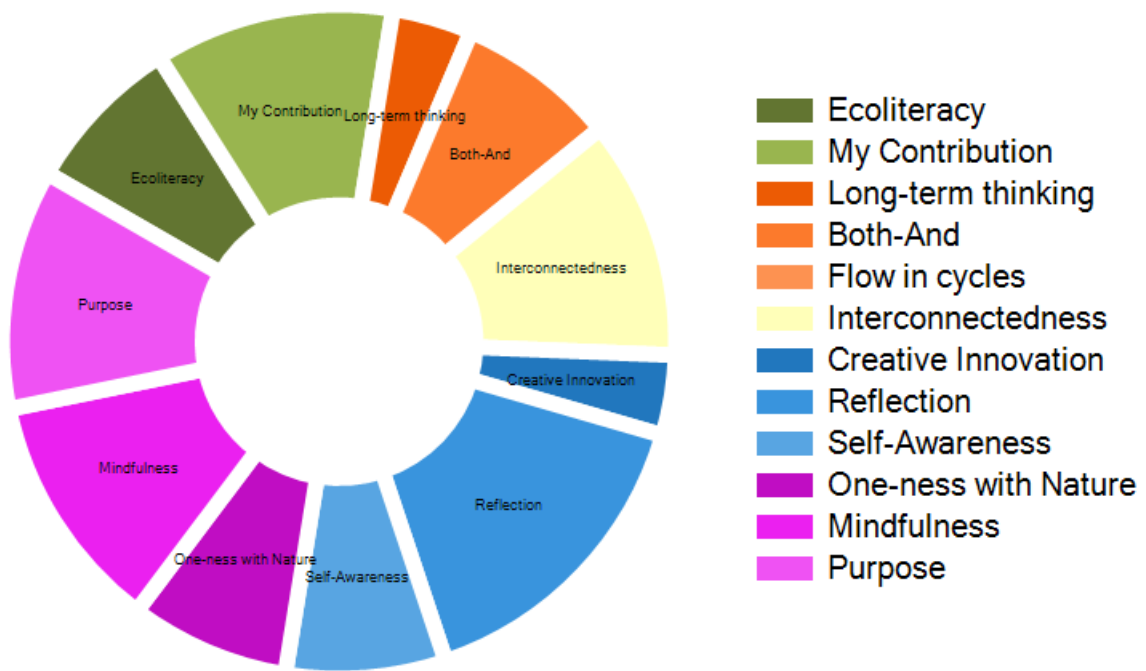 My Contribution
Long-term thinking
Both-And
Ecoliteracy
Interconnectedness
Purpose
Creative Innovation
Mindfulness
Reflection
One-ness with Nature
Self-Awareness
Ecoliteracy
My Contribution
Long-term thinking
Both-And
Flow in cycles
Interconnectedness
Creative Innovation
Reflection
Self-Awareness
One-ness with Nature
Mindfulness
Purpose